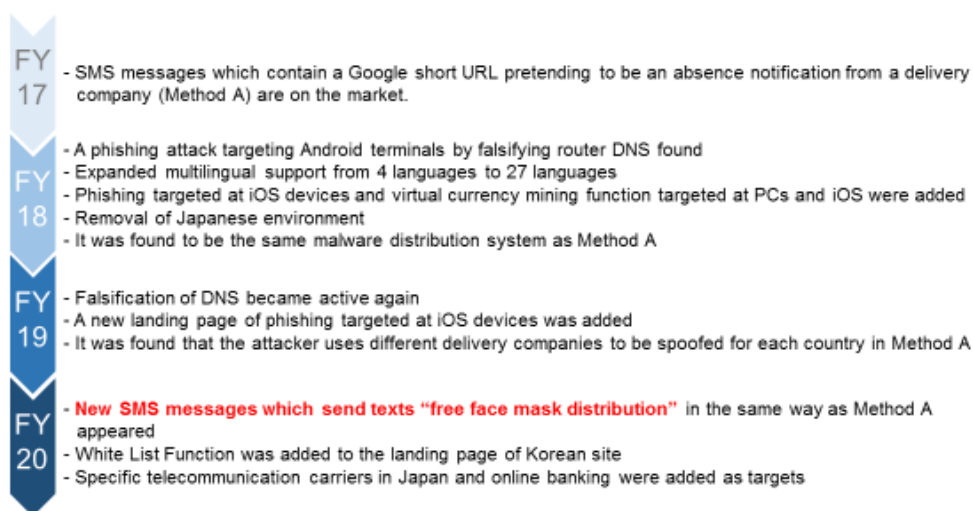 FY
17
- SMS messages which contain a Google short URL pretending to be an absence notification from a delivery
company (Method A) are on the market.
FY
18
- A phishing attack targeting Android terminals by falsifying router DNS found
- Expanded multilingual support from 4 languages to 27 languages
- Phishing targeted at iOS devices and virtual currency mining function targeted at PCs and iOS were added
- Removal of Japanese environment
- It was found to be the same malware distribution system as Method A
FY
19
- Falsification of DNS became active again
- A new landing page of phishing targeted at iOS devices was added
- It was found that the attacker uses different delivery companies to be spoofed for each country in Method A
FY
20
- New SMS messages which send texts “free face mask distribution” in the same way as Method A
appeared
- White List Function was added to the landing page of Korean site
- Specific telecommunication carriers in Japan and online banking were added as targets